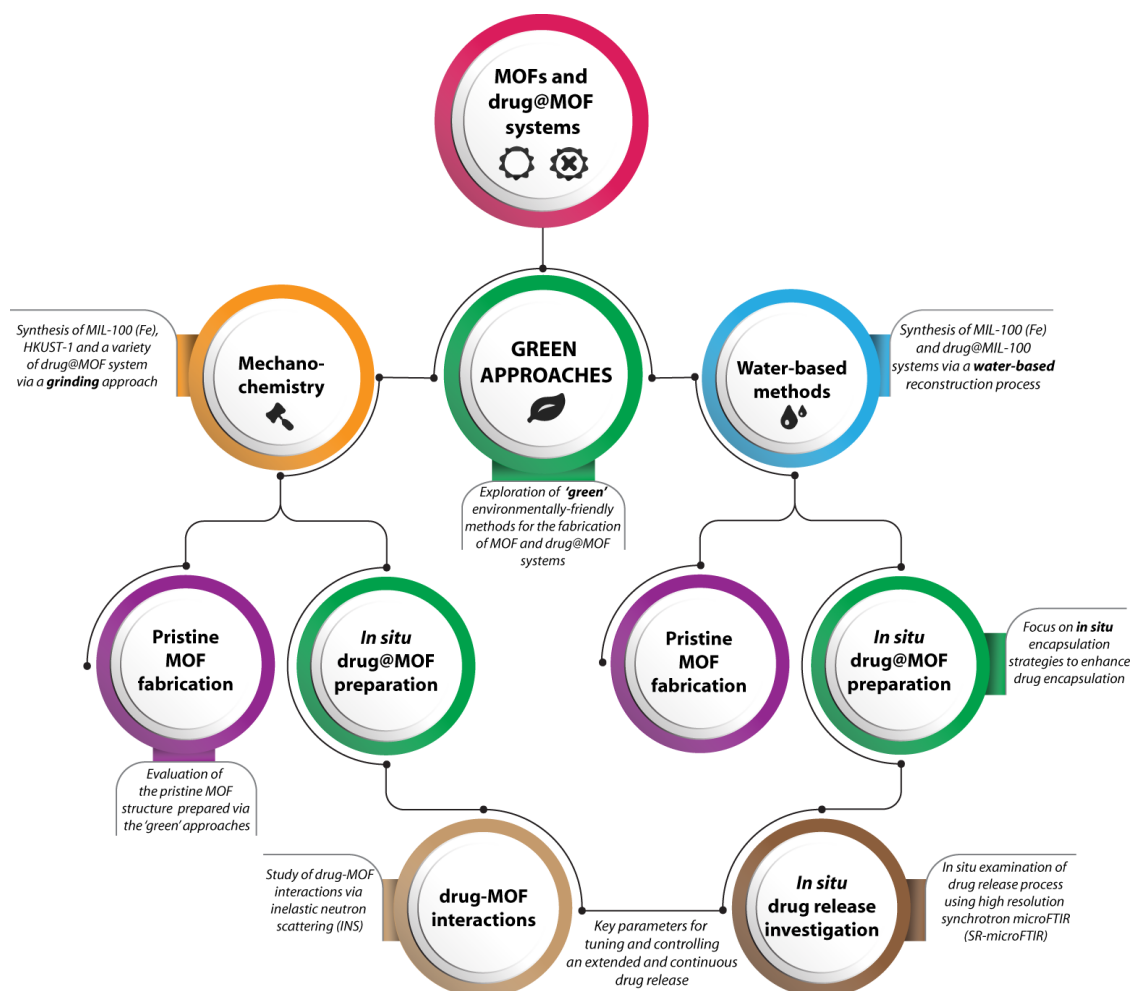 MOFs and
drug@MOF
systems
Synthesis of MIL-100 (Fe),
HKUST-1 and a variety
of drug@MOF system
via a grinding approach
Mechano-
chemistry
GREEN
APPROACHES
Water-based
methods
Synthesis of MIL-100 (Fe)
and drug@MIL-100
systems via a water-based
reconstruction process
Exploration of 'green'
environmentally-friendly
methods for the fabrication
of MOF and drug@MOF
systems
Pristine
MOF
fabrication
In situ
drug@MOF
preparation
Pristine
MOF
fabrication
In situ
drug@MOF
preparation
Focus on in situ
encapsulation
strategies to enhance
drug encapsulation
Evaluation of
the pristine MOF
structure prepared via
the 'green' approaches
Study of drug-MOF
interactions via
inelastic neutron
scattering (INS)
drug-MOF
interactions
Key parameters for
tuning and controlling
an extended and continuous
drug release
In situ
drug release
investigation
In situ examination of
drug release process
using high resolution
synchrotron microFTIR
(SR-microFTIR)